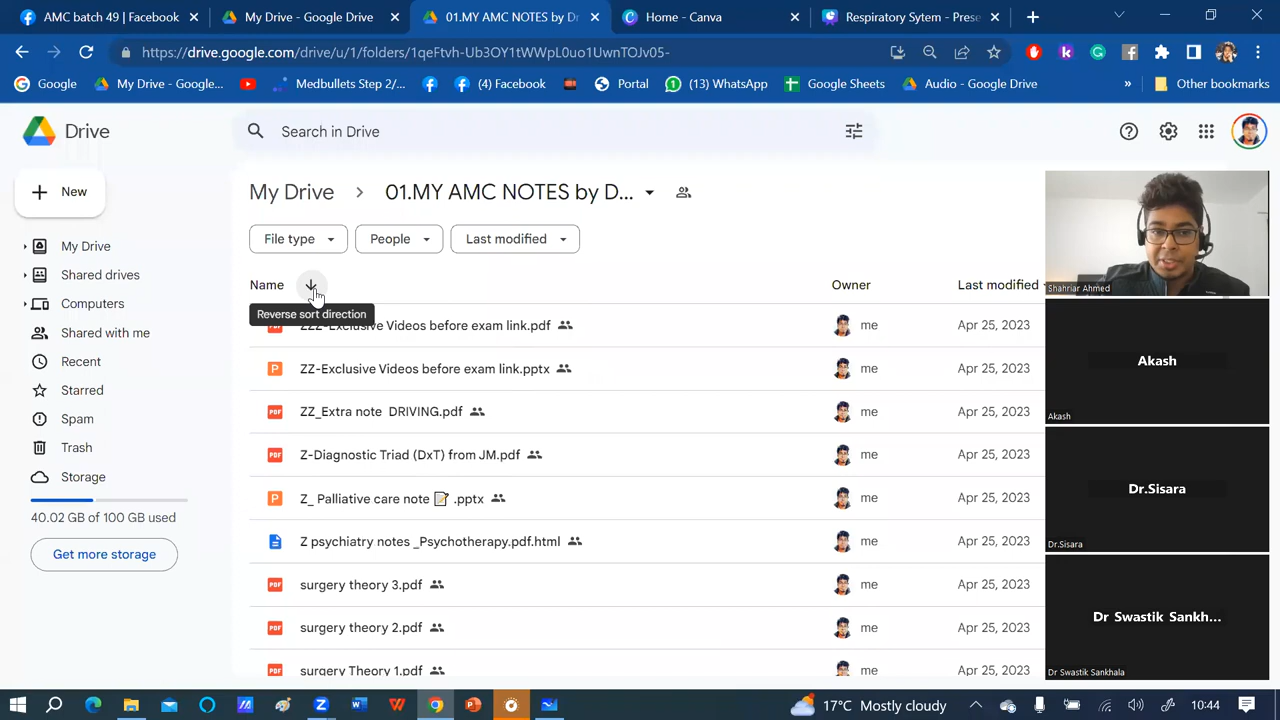 AMC batch 49 | Facebook
My Drive - Google Drive
01.MY AMC NOTES by Dr
Home - Canva
Respiratory Sytem - Prese
https://drive.google.com/drive/u/1/folders/1qeFtvh-Ub3OY1tWWpL0uo1UwnTOJv05-
Google
My Drive - Google...
Medbullets Step 2/...
(4) Facebook
Portal
(13) WhatsApp
Google Sheets
Audio - Google Drive
»
Other bookmarks
Drive
Search in Drive
New
My Drive
Shared drives
Computers
Shared with me
Recent
Starred
Spam
Trash
Storage
40.02 GB of 100 GB used
Get more storage
My Drive > 01.MY AMC NOTES by D...
File type
People
Last modified
Name
Owner
Last modified
Reverse sort direction
ZZZ-Exclusive Videos before exam link.pdf me Apr 25, 2023
ZZ-Exclusive Videos before exam link.pptx me Apr 25, 2023
ZZ_Extra note DRIVING.pdf me Apr 25, 2023
Z-Diagnostic Triad (DxT) from JM.pdf me Apr 25, 2023
Z_ Palliative care note 📝 .pptx me Apr 25, 2023
Z psychiatry notes _Psychotherapy.pdf.html me Apr 25, 2023
surgery theory 3.pdf me Apr 25, 2023
surgery theory 2.pdf me Apr 25, 2023
surgery Theory 1.pdf me Apr 25, 2023
Shahriar Ahmed
Akash
Akash
Dr.Sisara
Dr.Sisara
Dr Swastik Sankh...
Dr Swastik Sankhala
17°C Mostly cloudy
10:44